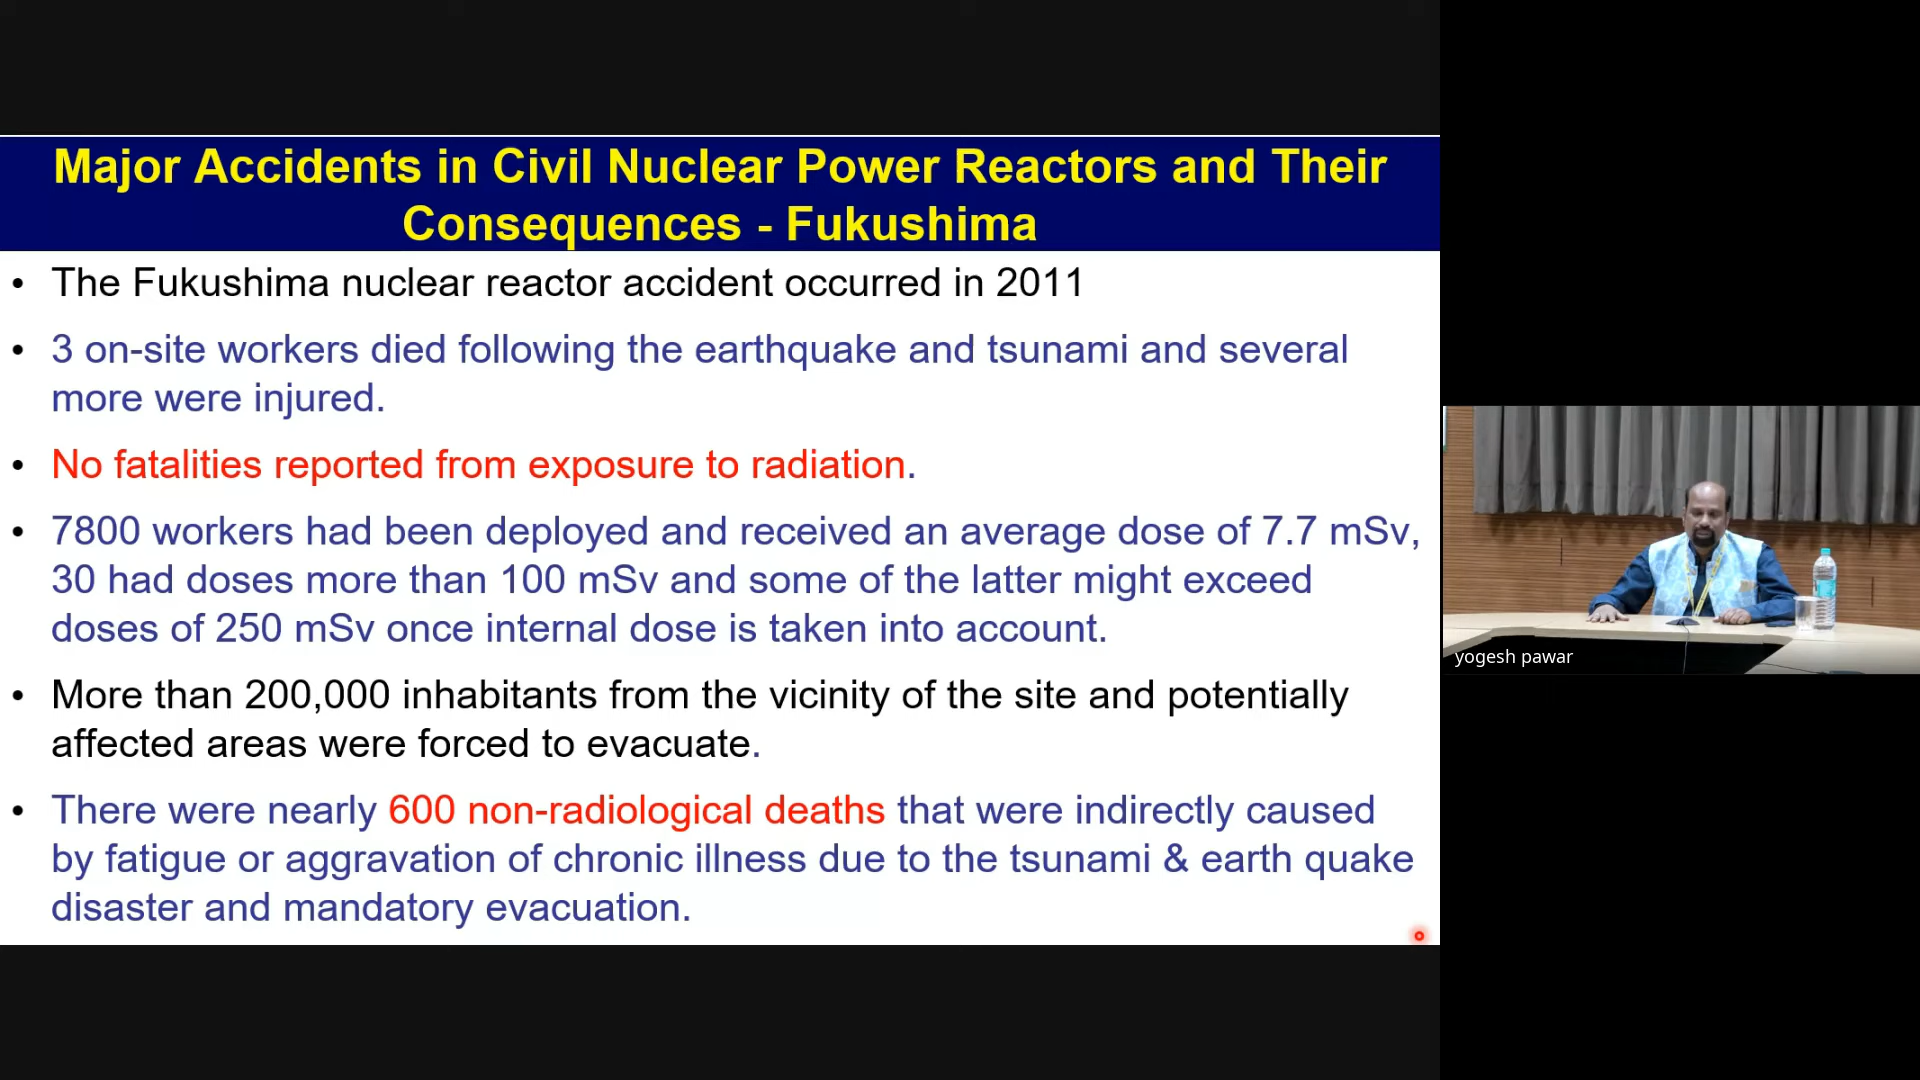 Major Accidents in Civil Nuclear Power Reactors and Their
Consequences - Fukushima
• The Fukushima nuclear reactor accident occurred in 2011
• 3 on-site workers died following the earthquake and tsunami and several
more were injured.
• No fatalities reported from exposure to radiation.
• 7800 workers had been deployed and received an average dose of 7.7 mSv,
30 had doses more than 100 mSv and some of the latter might exceed
doses of 250 mSv once internal dose is taken into account.
• More than 200,000 inhabitants from the vicinity of the site and potentially
affected areas were forced to evacuate.
• There were nearly 600 non-radiological deaths that were indirectly caused
by fatigue or aggravation of chronic illness due to the tsunami & earth quake
disaster and mandatory evacuation.
yogesh pawar